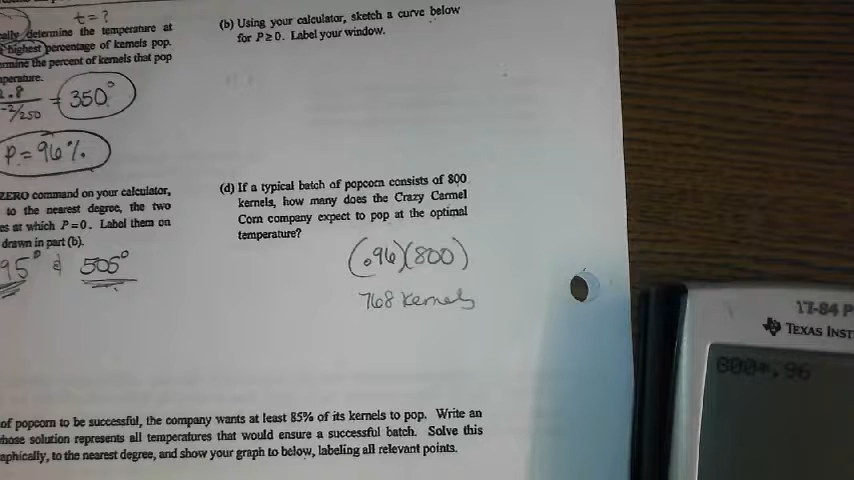 t = ?
ally determine the temperature at
highest percentage of kernels pop.
ermine the percent of kernels that pop
mperature.
2.8
-2/250
= 350°
P = 96%
(b) Using your calculator, sketch a curve below
for P ≥ 0. Label your window.
ZERO command on your calculator,
to the nearest degree, the two
es at which P = 0. Label them on
drawn in part (b).
95° & 505°
(d) If a typical batch of popcorn consists of 800
kernels, how many does the Crazy Carmel
Corn company expect to pop at the optimal
temperature?
(.96)(800)
768 Kernels
of popcorn to be successful, the company wants at least 85% of its kernels to pop. Write an
hose solution represents all temperatures that would ensure a successful batch. Solve this
aphically, to the nearest degree, and show your graph to below, labeling all relevant points.
TI-84 P
TEXAS INST
800*.96